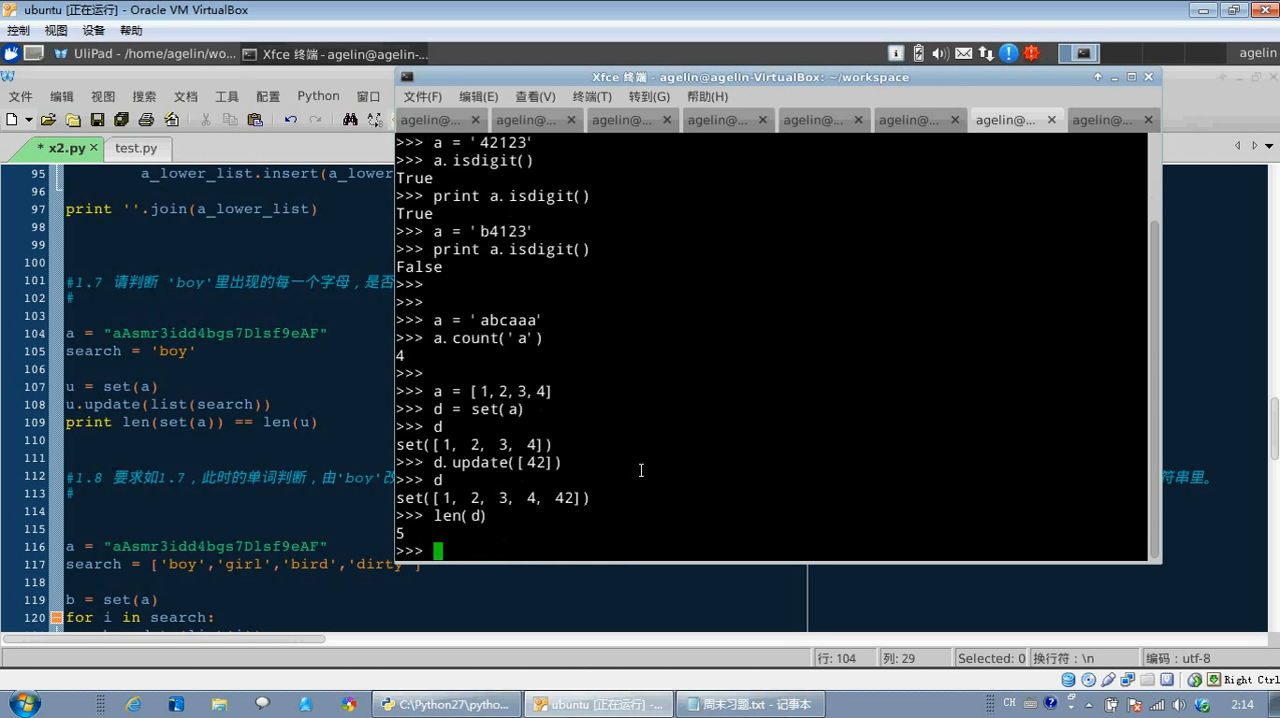 ubuntu [正在运行] - Oracle VM VirtualBox
控制 视图 设备 帮助
UliPad - /home/agelin/wo... Xfce 终端 - agelin@agelin-... agelin
Xfce 终端 - agelin@agelin-VirtualBox: ~/workspace
文件 编辑 视图 搜索 文档 工具 配置 Python 窗口
文件(F) 编辑(E) 查看(V) 终端(T) 转到(G) 帮助(H)
agelin@... agelin@... agelin@... agelin@... agelin@... agelin@... agelin@... agelin@...
* x2.py test.py
95 a_lower_list.insert(a_lower
96
97 print ''.join(a_lower_list)
98
99
100
101 #1.7 请判断 'boy'里出现的每一个字母，是否
102 #
103
104 a = "aAsmr3idd4bgs7Dlsf9eAF"
105 search = 'boy'
106
107 u = set(a)
108 u.update(list(search))
109 print len(set(a)) == len(u)
110
111
112 #1.8 要求如1.7，此时的单词判断，由'boy'改 符串里。
113 #
114
115
116 a = "aAsmr3idd4bgs7Dlsf9eAF"
117 search = ['boy','girl','bird','dirty']
118
119 b = set(a)
120 for i in search:
>>> a = '42123'
>>> a.isdigit()
True
>>> print a.isdigit()
True
>>> a = 'b4123'
>>> print a.isdigit()
False
>>>
>>>
>>> a = 'abcaaa'
>>> a.count('a')
4
>>>
>>> a = [1,2,3,4]
>>> d = set(a)
>>> d
set([1, 2, 3, 4])
>>> d.update([42])
>>> d
set([1, 2, 3, 4, 42])
>>> len(d)
5
>>>
行: 104 列: 29 Selected: 0 换行符: \n 编码: utf-8
Right Ctrl
C:\Python27\pytho... ubuntu [正在运行] - ... 周末习题.txt - 记事本 CH 2:14